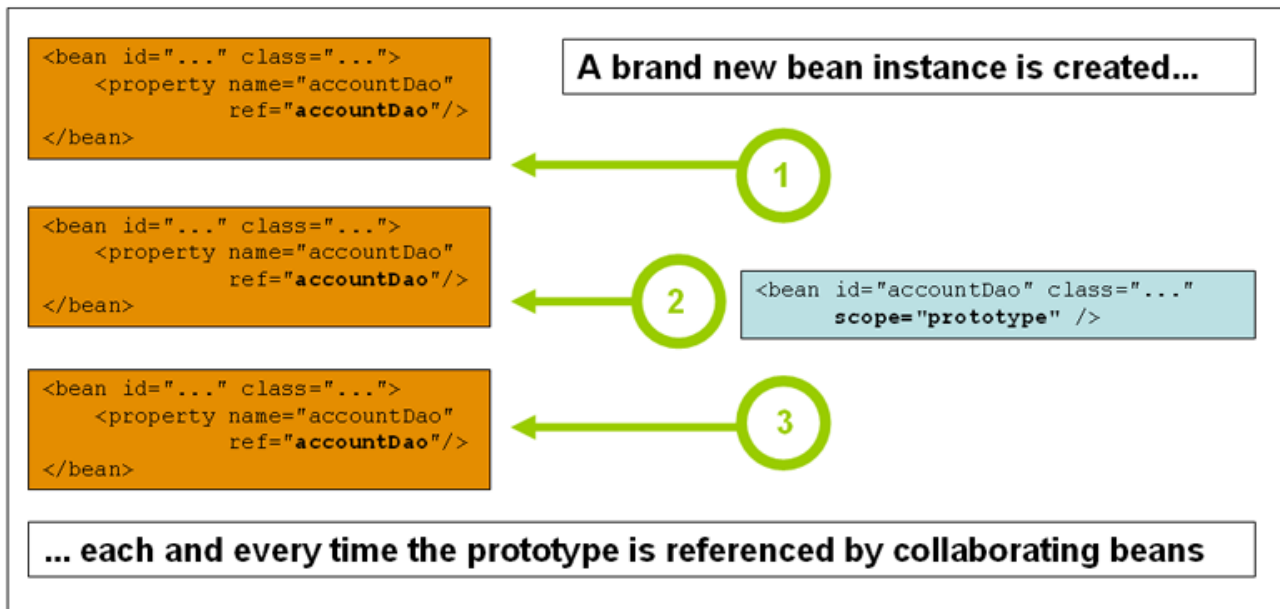 <bean id="..." class="...">
    <property name="accountDao"
              ref="accountDao"/>
</bean>
A brand new bean instance is created...
1
<bean id="..." class="...">
    <property name="accountDao"
              ref="accountDao"/>
</bean>
2
<bean id="accountDao" class="..."
      scope="prototype" />
<bean id="..." class="...">
    <property name="accountDao"
              ref="accountDao"/>
</bean>
3
... each and every time the prototype is referenced by collaborating beans